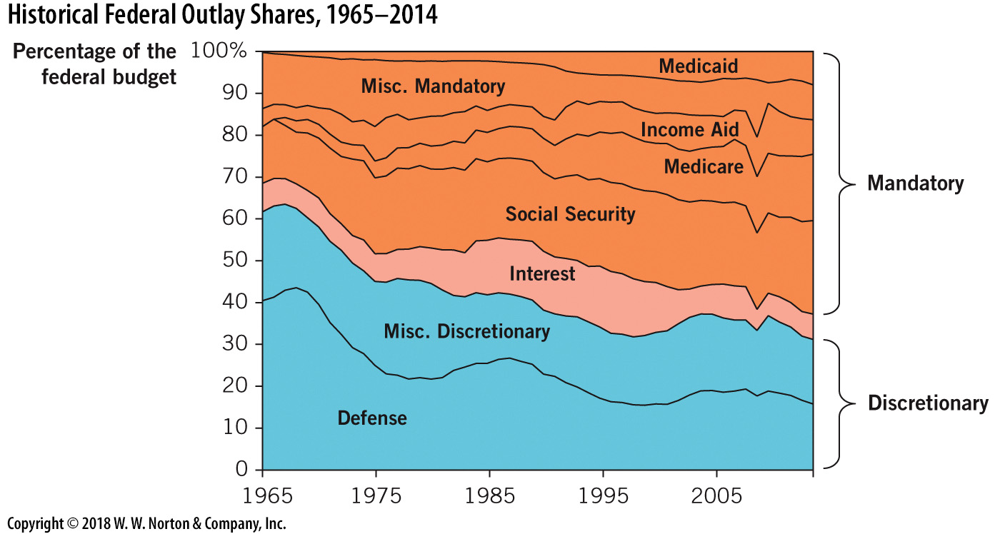 Historical Federal Outlay Shares, 1965–2014
Percentage of the
federal budget
100%
90
80
70
60
50
40
30
20
10
0
Medicaid
Misc. Mandatory
Income Aid
Medicare
Social Security
Interest
Misc. Discretionary
Defense
Mandatory
Discretionary
1965 1975 1985 1995 2005
Copyright © 2018 W. W. Norton & Company, Inc.